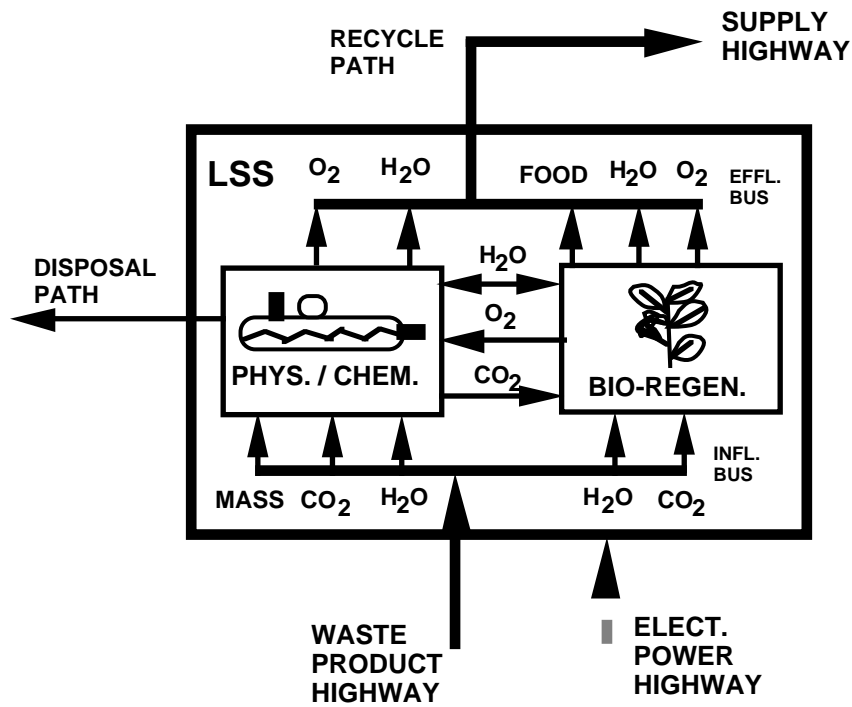 RECYCLE
PATH
SUPPLY
HIGHWAY
LSS
O2
H2O
FOOD
H2O
O2
EFFL.
BUS
DISPOSAL
PATH
H2O
O2
CO2
PHYS. / CHEM.
BIO-REGEN.
INFL.
BUS
MASS
CO2
H2O
H2O
CO2
WASTE
PRODUCT
HIGHWAY
ELECT.
POWER
HIGHWAY